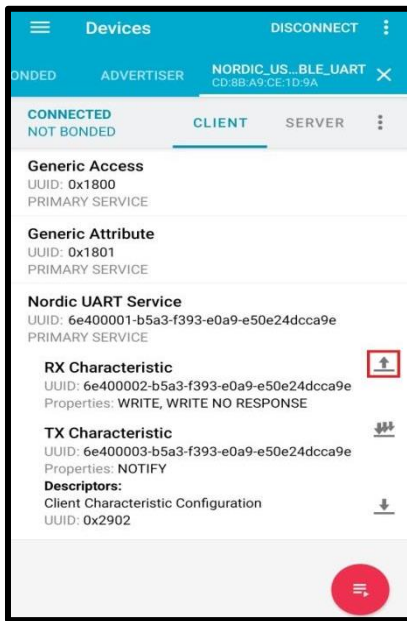 Devices
DISCONNECT
ONDED
ADVERTISER
NORDIC_US...BLE_UART
CD:8B:A9:CE:1D:9A
CONNECTED
NOT BONDED
CLIENT
SERVER
Generic Access
UUID: 0x1800
PRIMARY SERVICE
Generic Attribute
UUID: 0x1801
PRIMARY SERVICE
Nordic UART Service
UUID: 6e400001-b5a3-f393-e0a9-e50e24dcca9e
PRIMARY SERVICE
RX Characteristic
UUID: 6e400002-b5a3-f393-e0a9-e50e24dcca9e
Properties: WRITE, WRITE NO RESPONSE
TX Characteristic
UUID: 6e400003-b5a3-f393-e0a9-e50e24dcca9e
Properties: NOTIFY
Descriptors:
Client Characteristic Configuration
UUID: 0x2902